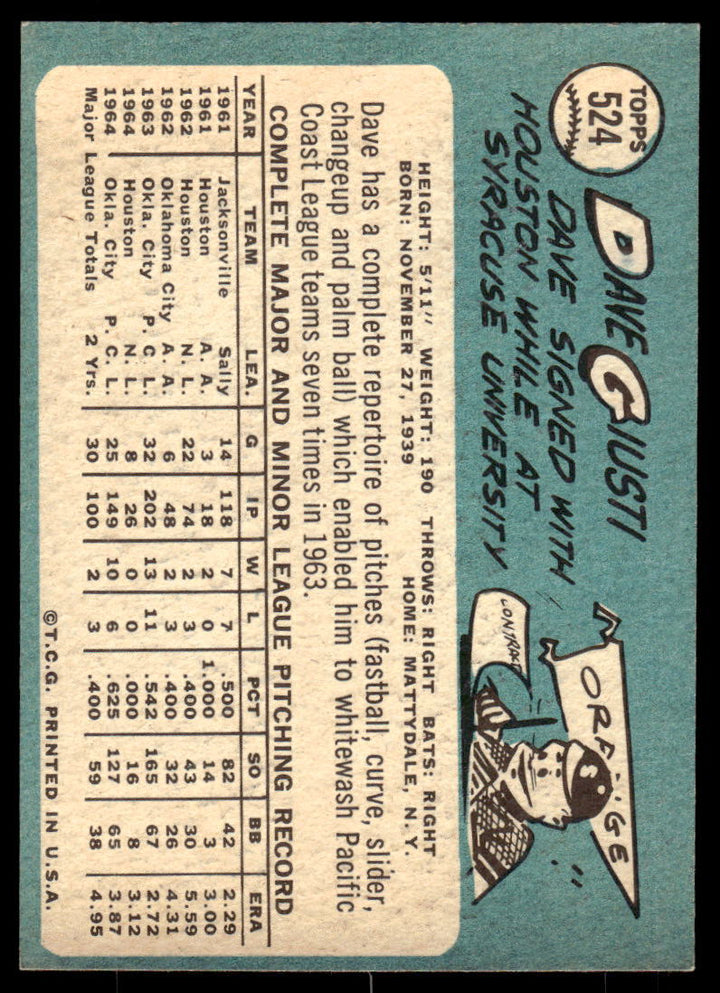 TOPPS
524
DAVE GIUSTI
DAVE SIGNED WITH
HOUSTON WHILE AT
SYRACUSE UNIVERSITY
ORANGE
S
CONTRACT
HEIGHT: 5'11" WEIGHT: 190 THROWS: RIGHT BATS: RIGHT
BORN: NOVEMBER 27, 1939 HOME: MATTYDALE, N. Y.
Dave has a complete repertoire of pitches (fastball, curve, slider,
changeup and palm ball) which enabled him to whitewash Pacific
Coast League teams seven times in 1963.
COMPLETE MAJOR AND MINOR LEAGUE PITCHING RECORD
YEAR TEAM LEA. G IP W L PCT SO BB ERA
1961 Jacksonville Sally 14 118 7 7 .500 82 42 2.29
1961 Houston A. A. 3 18 2 0 1.000 14 3 3.00
1962 Houston N. L. 22 74 2 3 .400 43 30 5.59
1962 Oklahoma City A. A. 6 48 2 3 .400 32 26 4.31
1963 Okla. City P. C. L. 32 202 13 11 .542 165 67 2.72
1964 Houston N. L. 8 26 0 0 .000 16 8 3.12
1964 Okla. City P. C. L. 25 149 10 6 .625 127 65 3.87
Major League Totals 2 Yrs. 30 100 2 3 .400 59 38 4.95
©T.C.G. PRINTED IN U.S.A.